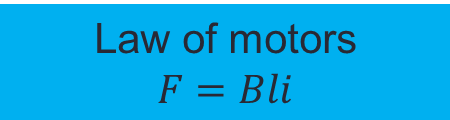 Law of motors
F = Bli